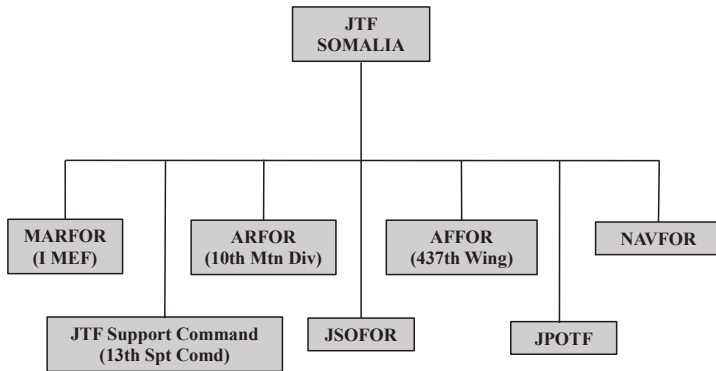 JTF
SOMALIA
MARFOR
(I MEF)
ARFOR
(10th Mtn Div)
AFFOR
(437th Wing)
NAVFOR
JTF Support Command
(13th Spt Comd)
JSOFOR
JPOTF